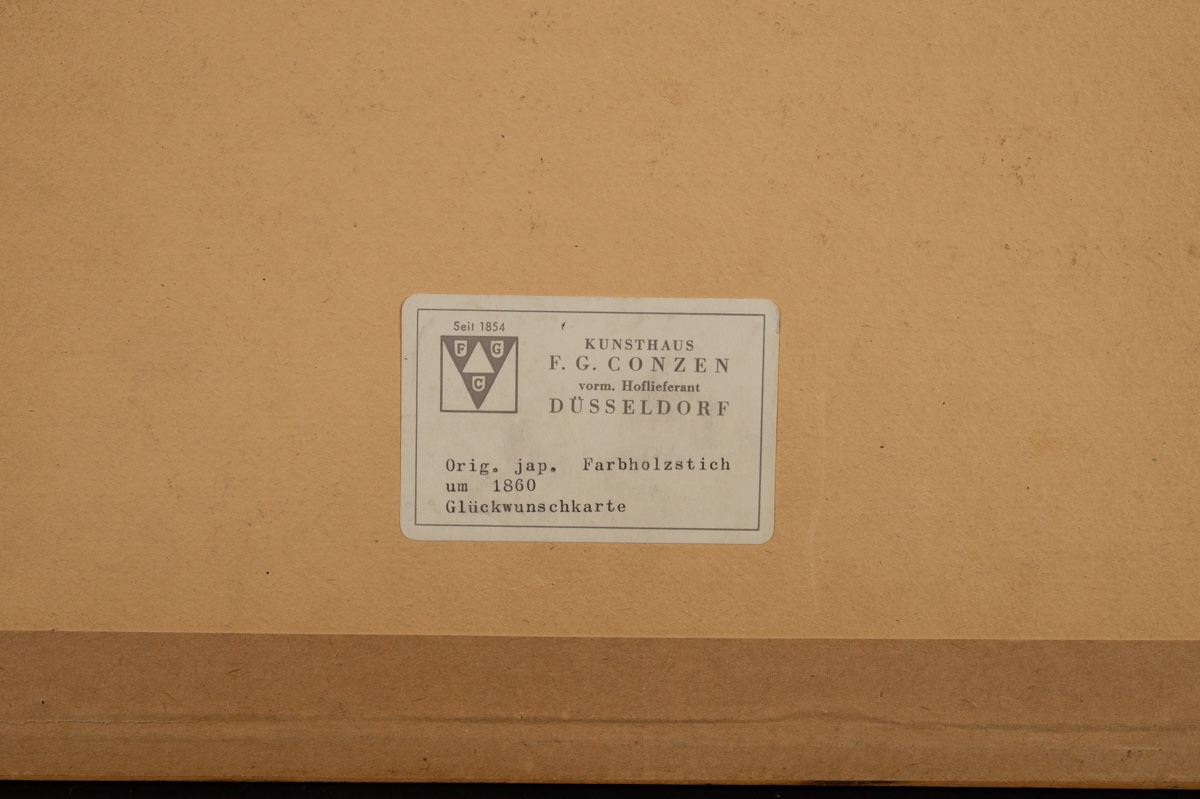 Seit 1854
F G
C
KUNSTHAUS
F. G. CONZEN
vorm. Hoflieferant
DÜSSELDORF
Orig. jap. Farbholzstich
um 1860
Glückwunschkarte